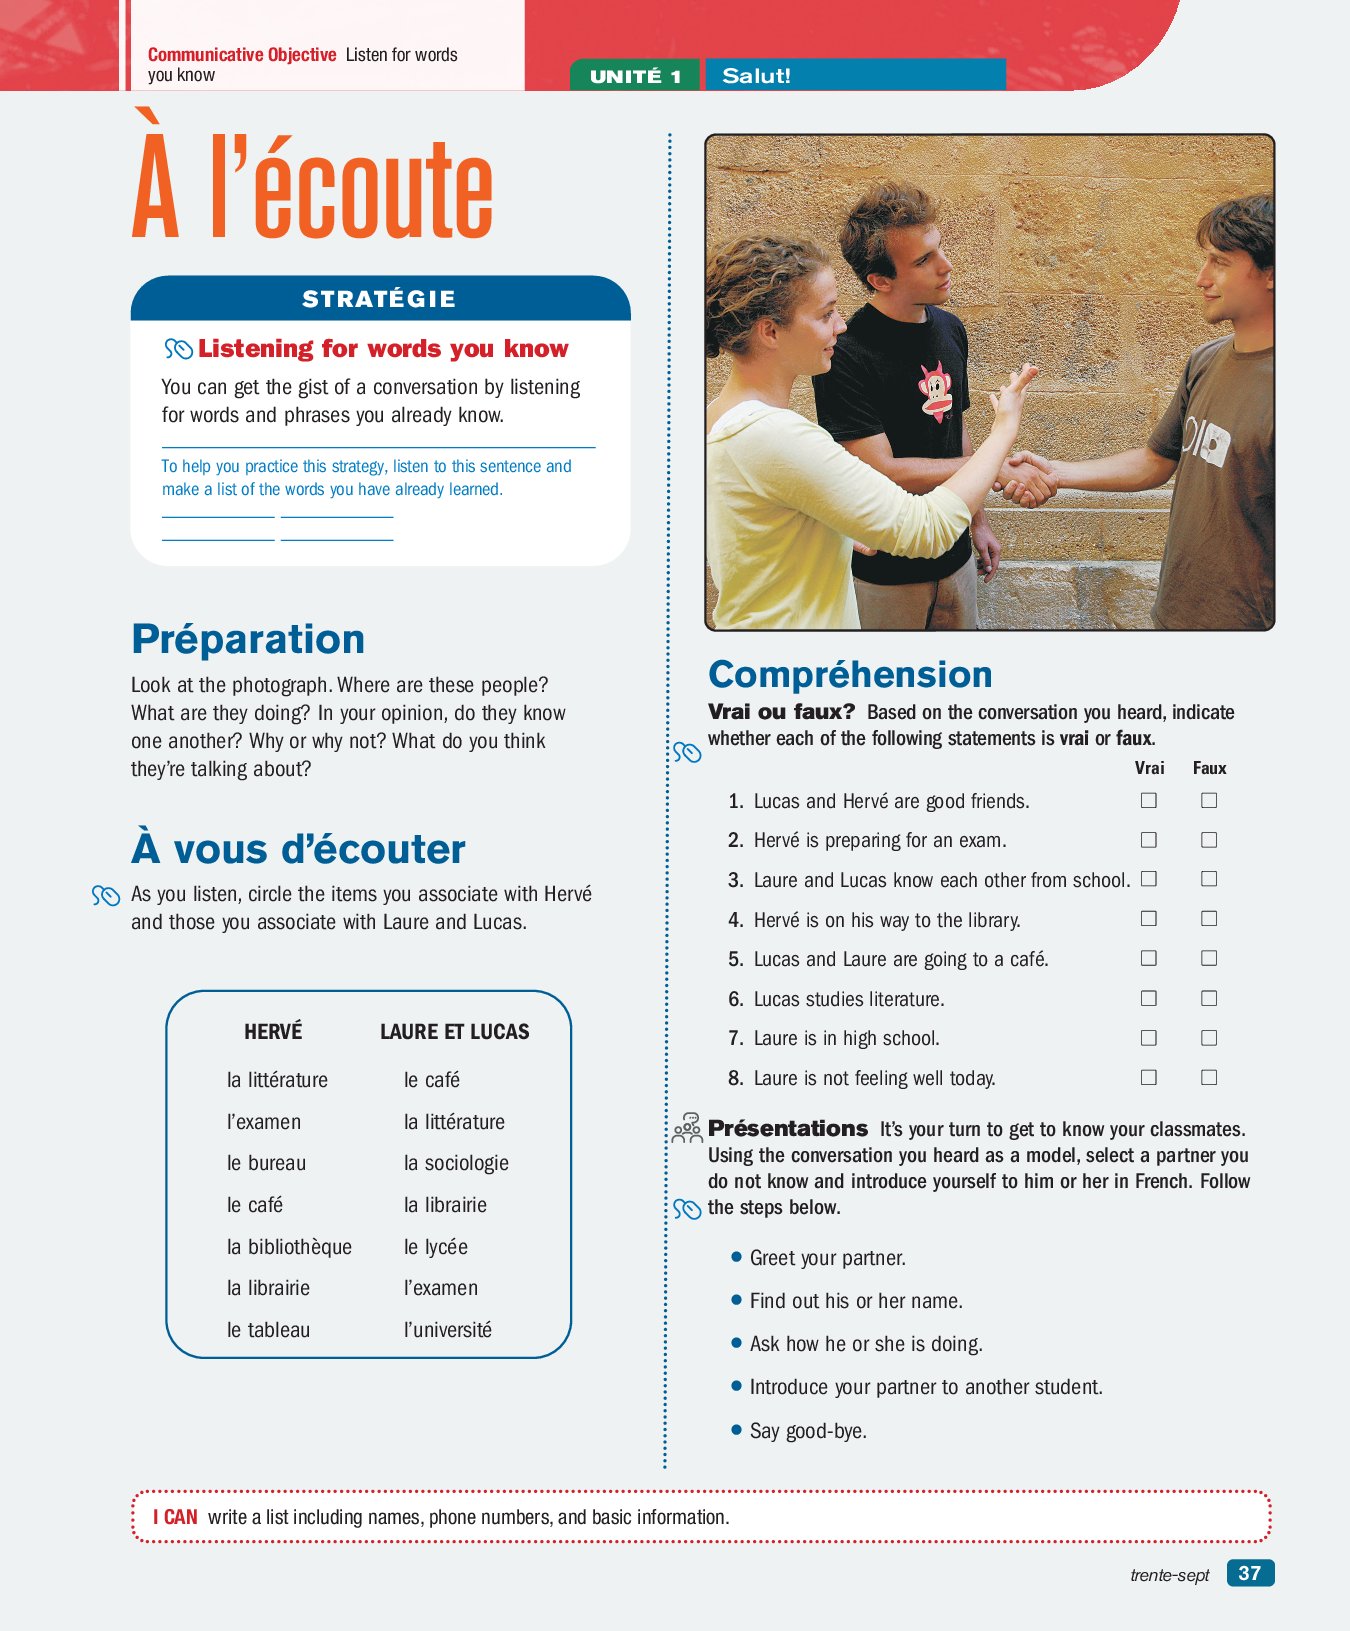 Communicative Objective Listen for words
you know
UNITÉ 1 Salut!
À l'écoute
STRATÉGIE
Listening for words you know
You can get the gist of a conversation by listening
for words and phrases you already know.
To help you practice this strategy, listen to this sentence and
make a list of the words you have already learned.
Préparation
Look at the photograph. Where are these people?
What are they doing? In your opinion, do they know
one another? Why or why not? What do you think
they're talking about?
À vous d'écouter
As you listen, circle the items you associate with Hervé
and those you associate with Laure and Lucas.
HERVÉ LAURE ET LUCAS
la littérature le café
l'examen la littérature
le bureau la sociologie
le café la librairie
la bibliothèque le lycée
la librairie l'examen
le tableau l'université
Compréhension
Vrai ou faux? Based on the conversation you heard, indicate
whether each of the following statements is vrai or faux.
Vrai Faux
1. Lucas and Hervé are good friends.
2. Hervé is preparing for an exam.
3. Laure and Lucas know each other from school.
4. Hervé is on his way to the library.
5. Lucas and Laure are going to a café.
6. Lucas studies literature.
7. Laure is in high school.
8. Laure is not feeling well today.
Présentations It's your turn to get to know your classmates.
Using the conversation you heard as a model, select a partner you
do not know and introduce yourself to him or her in French. Follow
the steps below.
• Greet your partner.
• Find out his or her name.
• Ask how he or she is doing.
• Introduce your partner to another student.
• Say good-bye.
I CAN write a list including names, phone numbers, and basic information.
trente-sept 37